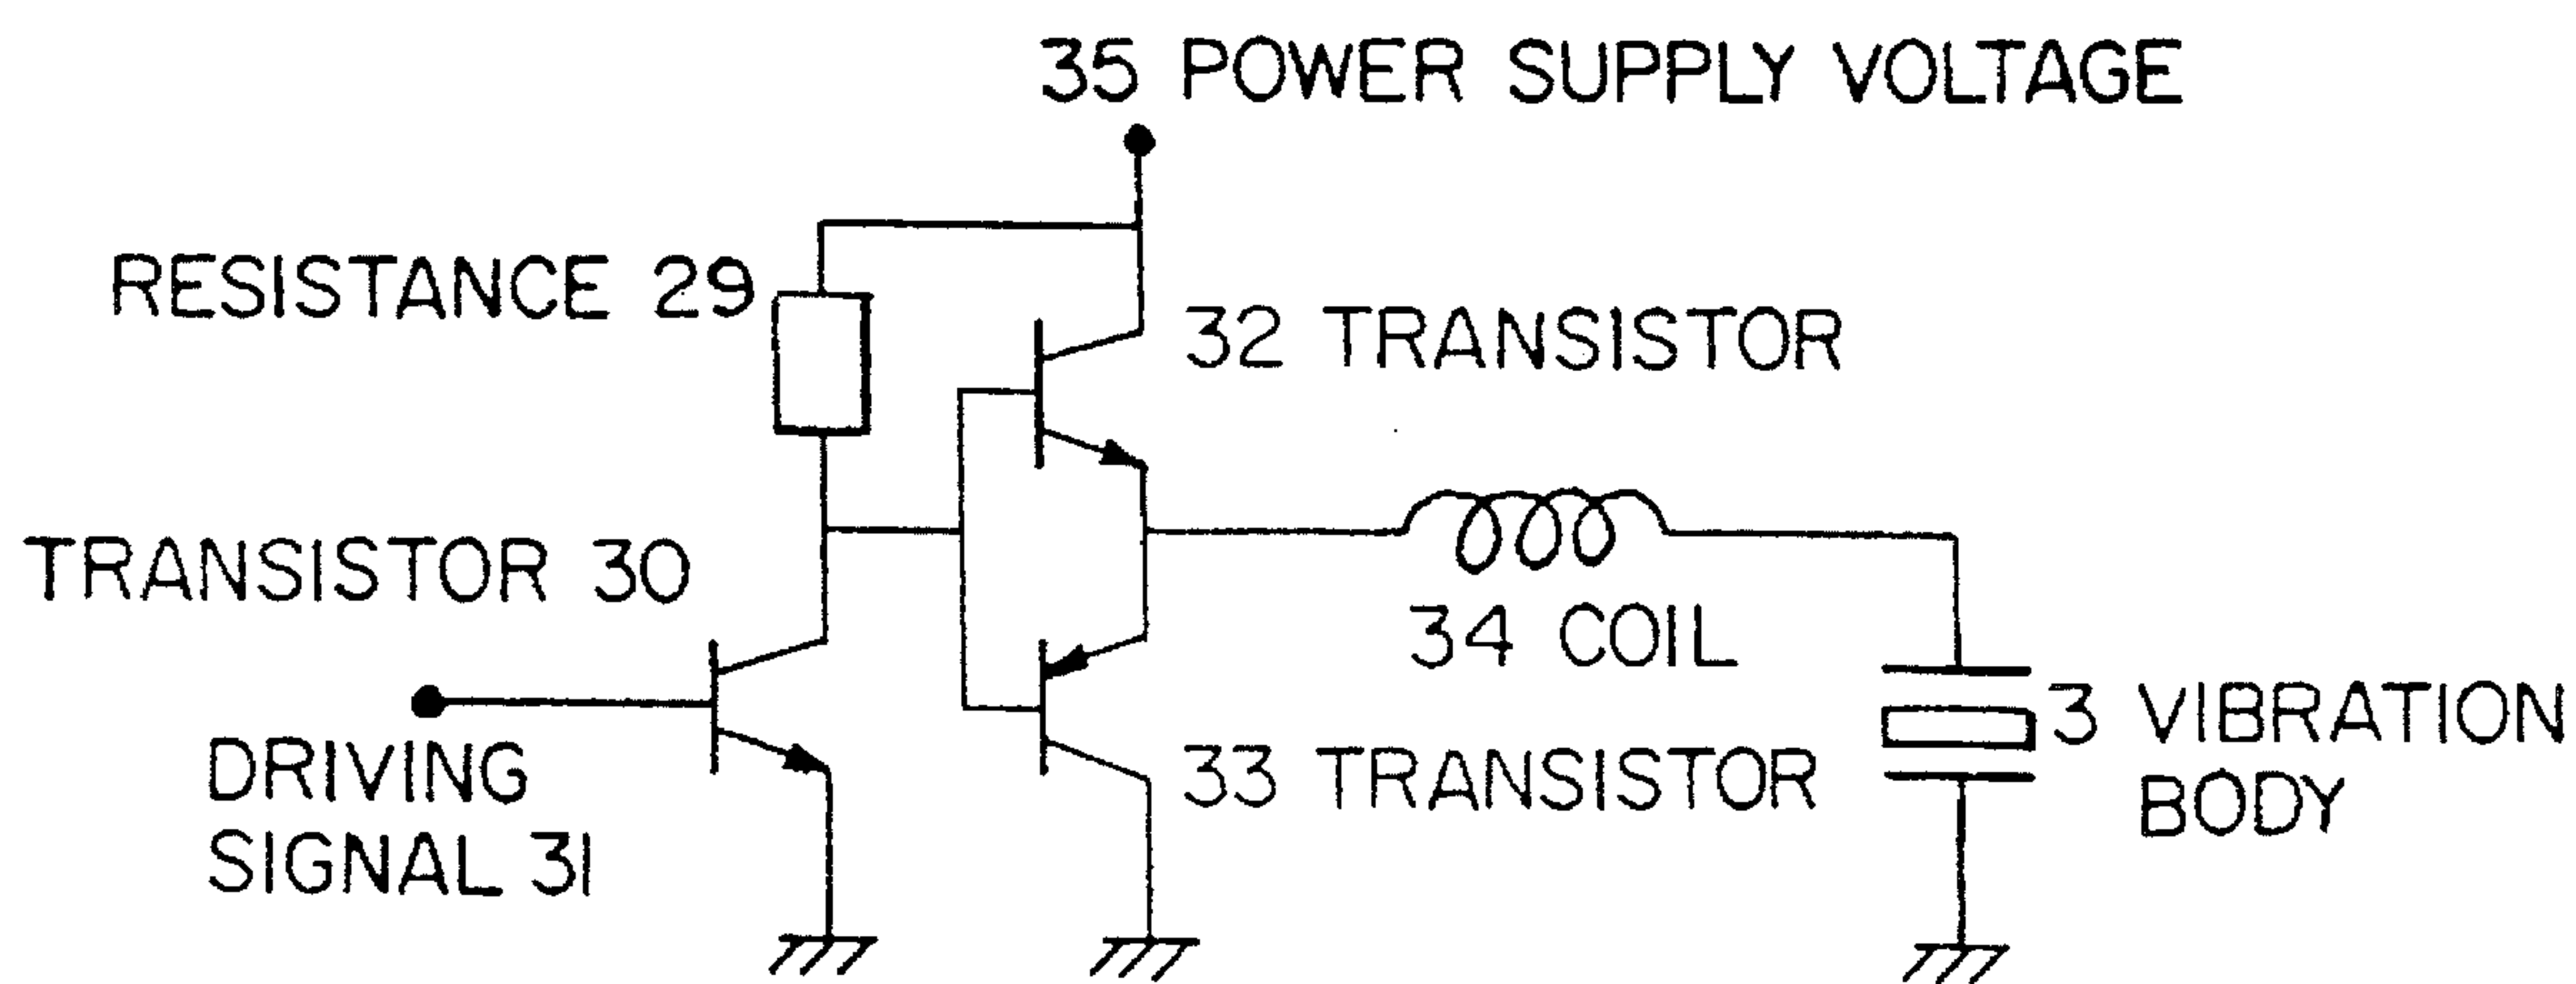 35 POWER SUPPLY VOLTAGE
RESISTANCE 29
32 TRANSISTOR
TRANSISTOR 30
34 COIL
3 VIBRATION
BODY
DRIVING
SIGNAL 31
33 TRANSISTOR